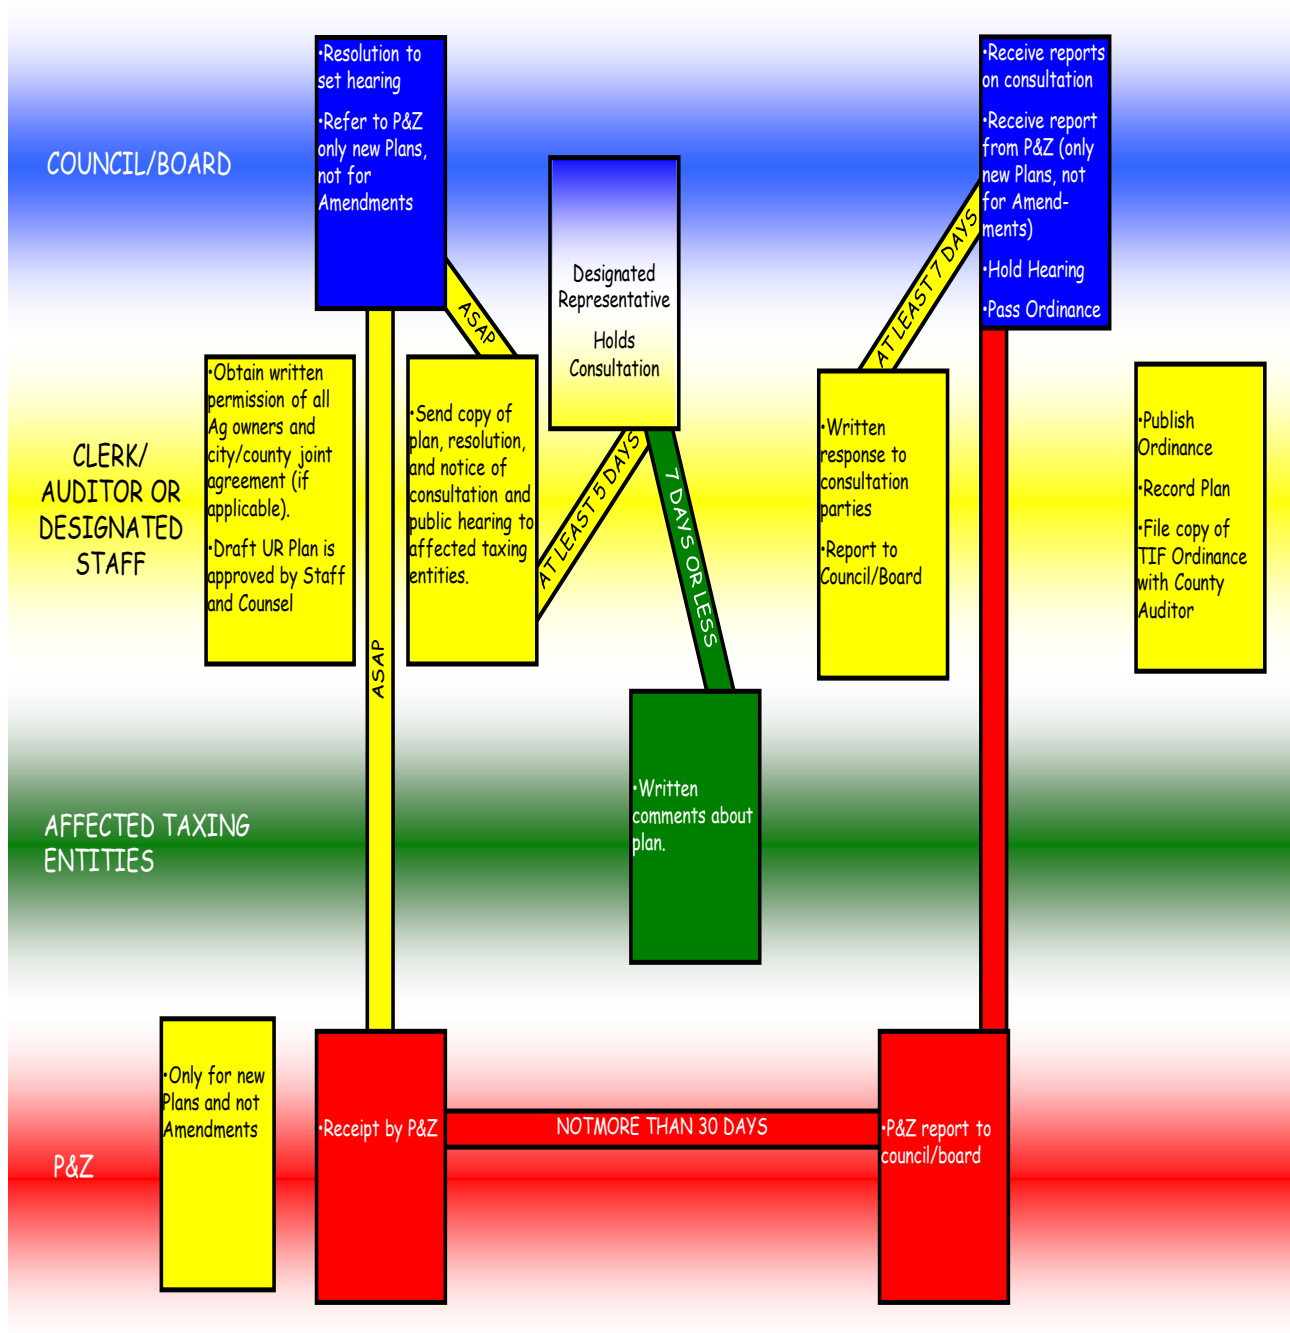 •Resolution to
set hearing
•Refer to P&Z
only new Plans,
not for
Amendments
•Receive reports
on consultation
•Receive report
from P&Z (only
new Plans, not
for Amend-
ments)
•Hold Hearing
•Pass Ordinance
COUNCIL/BOARD
Designated
Representative
Holds
Consultation
ASAP
AT LEAST 7 DAYS
CLERK/
AUDITOR OR
DESIGNATED
STAFF
•Obtain written
permission of all
Ag owners and
city/county joint
agreement (if
applicable).
•Draft UR Plan is
approved by Staff
and Counsel
•Send copy of
plan, resolution,
and notice of
consultation and
public hearing to
affected taxing
entities.
AT LEAST 5 DAYS
7 DAYS OR LESS
•Written
response to
consultation
parties
•Report to
Council/Board
•Publish
Ordinance
•Record Plan
•File copy of
TIF Ordinance
with County
Auditor
ASAP
AFFECTED TAXING
ENTITIES
•Written
comments about
plan.
P&Z
•Only for new
Plans and not
Amendments
•Receipt by P&Z
NOTMORE THAN 30 DAYS
•P&Z report to
council/board